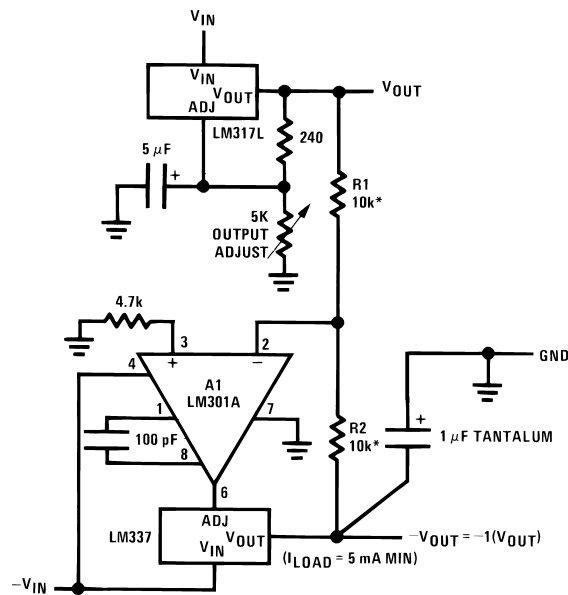 VIN
VIN
VOUT
ADJ
LM317L
VOUT
240
5 μF
+
R1
10k*
5K
OUTPUT
ADJUST
4.7k
3
2
+
−
4
A1
LM301A
1
7
100 pF
8
6
GND
+
1 μF TANTALUM
R2
10k*
LM337
ADJ
VOUT
VIN
−VOUT = −1(VOUT)
(ILOAD = 5 mA MIN)
−VIN